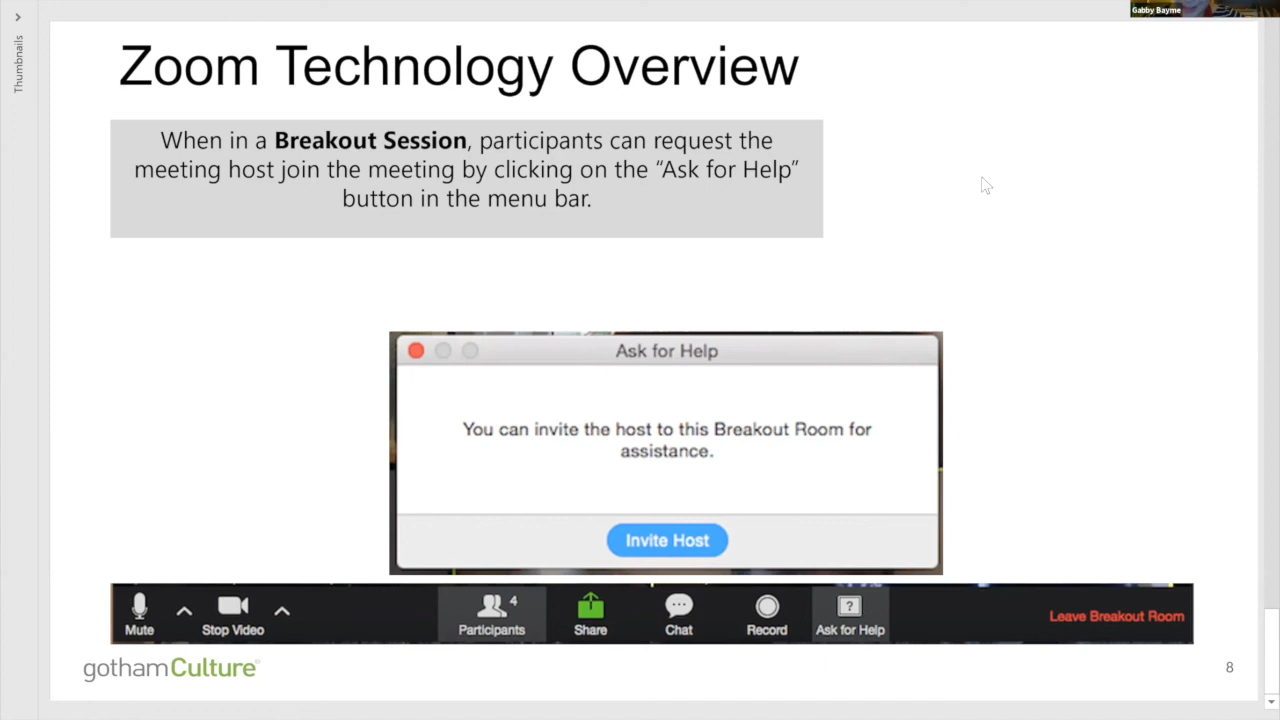 Gabby Bayme
Thumbnails
Zoom Technology Overview
When in a Breakout Session, participants can request the
meeting host join the meeting by clicking on the “Ask for Help”
button in the menu bar.
Ask for Help
You can invite the host to this Breakout Room for
assistance.
Invite Host
4
Mute
Stop Video
Participants
Share
Chat
Record
?
Ask for Help
Leave Breakout Room
gothamCulture
8